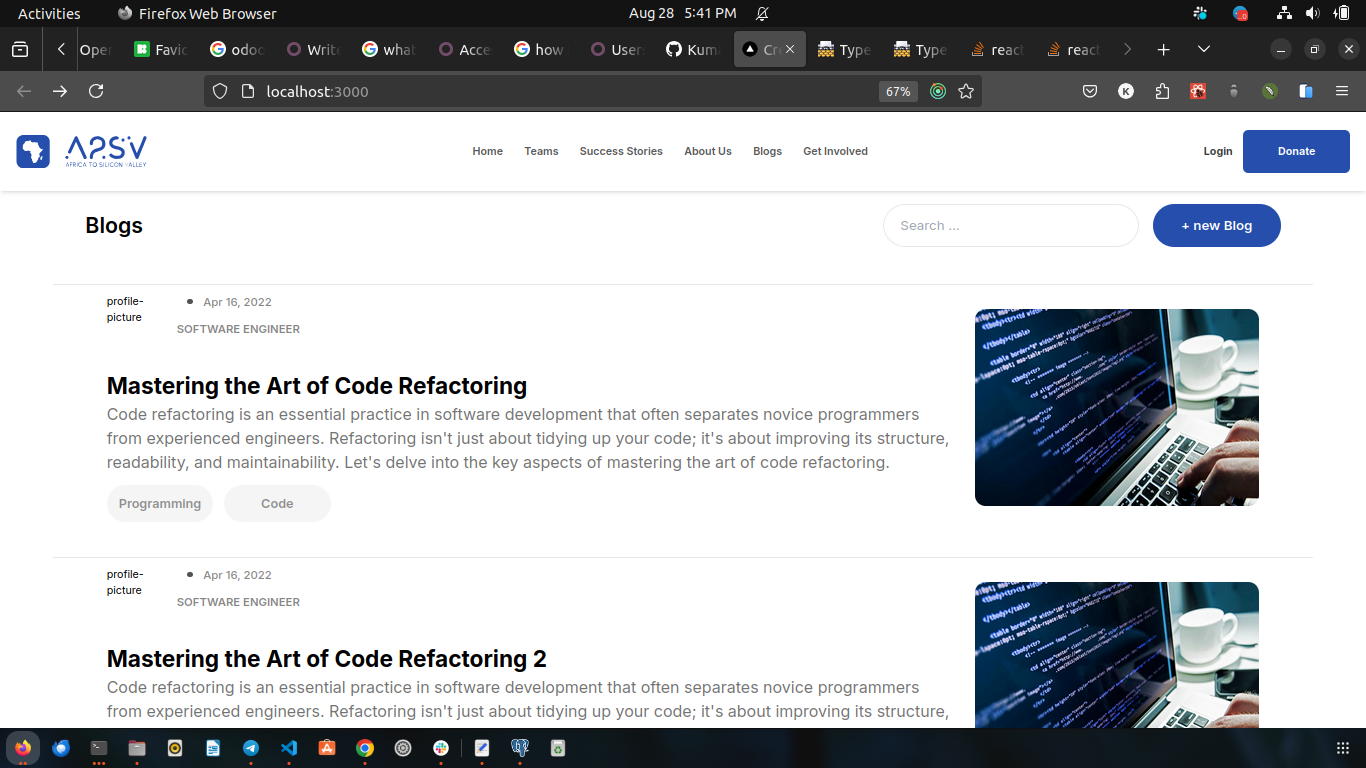 Activities
Firefox Web Browser
Aug 28 5:41 PM
Oper
Favic
odoc
Write
what
Acce
how
User
Kuma
Cre
Type
Type
react
react
localhost:3000
67%
K
APSV
AFRICA TO SILICON VALLEY
Home
Teams
Success Stories
About Us
Blogs
Get Involved
Login
Donate
Blogs
Search ...
+ new Blog
profile-
picture
Apr 16, 2022
SOFTWARE ENGINEER
Mastering the Art of Code Refactoring
Code refactoring is an essential practice in software development that often separates novice programmers
from experienced engineers. Refactoring isn't just about tidying up your code; it's about improving its structure,
readability, and maintainability. Let's delve into the key aspects of mastering the art of code refactoring.
Programming
Code
profile-
picture
Apr 16, 2022
SOFTWARE ENGINEER
Mastering the Art of Code Refactoring 2
Code refactoring is an essential practice in software development that often separates novice programmers
from experienced engineers. Refactoring isn't just about tidying up your code; it's about improving its structure,